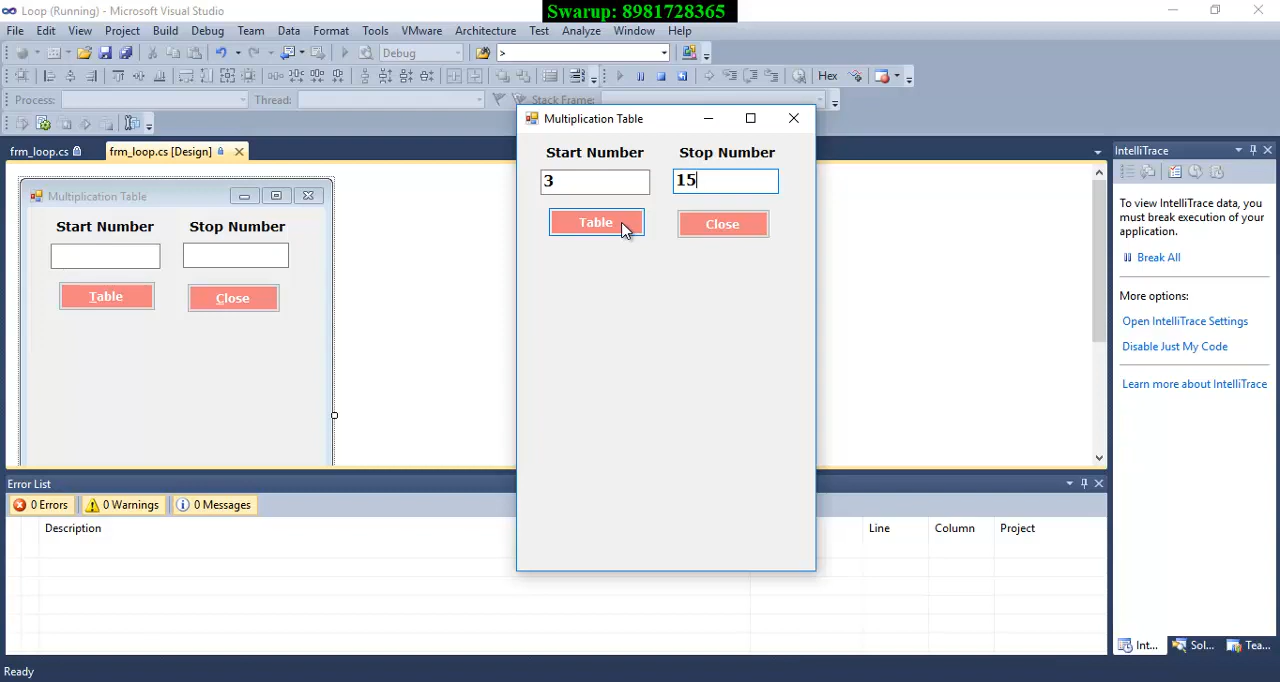 Loop (Running) - Microsoft Visual Studio
Swarup: 8981728365
File Edit View Project Build Debug Team Data Format Tools VMware Architecture Test Analyze Window Help
Debug >
Hex
Process: Thread: Stack Frame:
frm_loop.cs frm_loop.cs [Design]
Multiplication Table
Start Number Stop Number
Table Close
Multiplication Table
Start Number Stop Number
3 15
Table Close
IntelliTrace
To view IntelliTrace data, you
must break execution of your
application.
Break All
More options:
Open IntelliTrace Settings
Disable Just My Code
Learn more about IntelliTrace
Error List
0 Errors 0 Warnings 0 Messages
Description Line Column Project
Int... Sol... Tea...
Ready